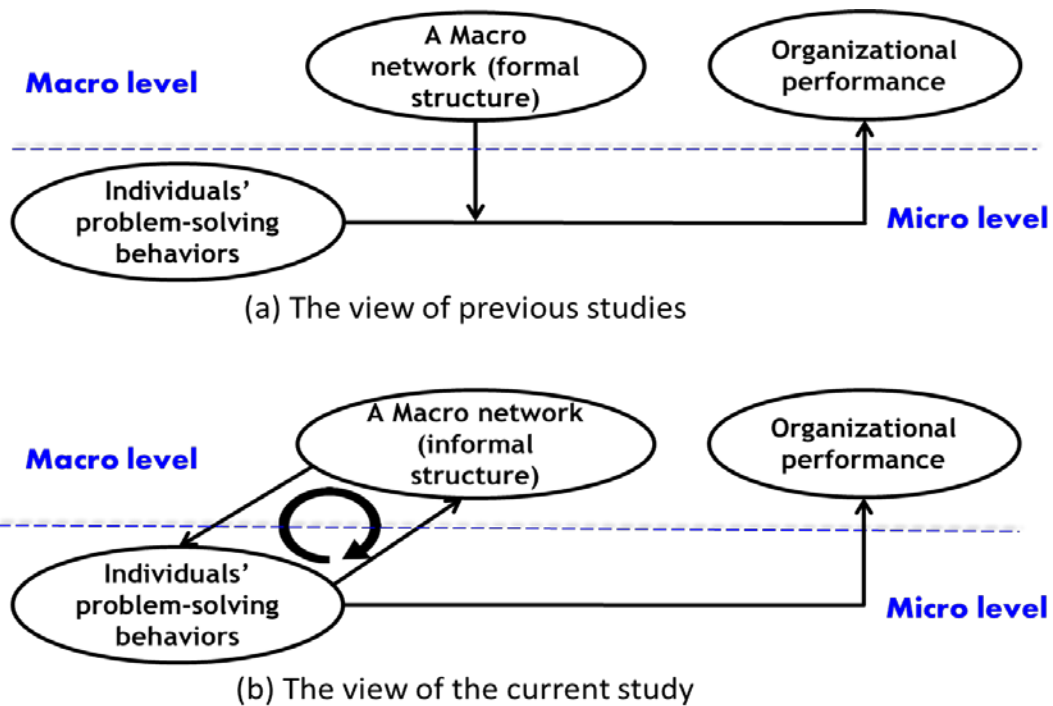 A Macro
network (formal
structure)
Organizational
performance
Macro level
Individuals’
problem-solving
behaviors
Micro level
(a) The view of previous studies
A Macro network
(informal
structure)
Organizational
performance
Macro level
Individuals’
problem-solving
behaviors
Micro level
(b) The view of the current study